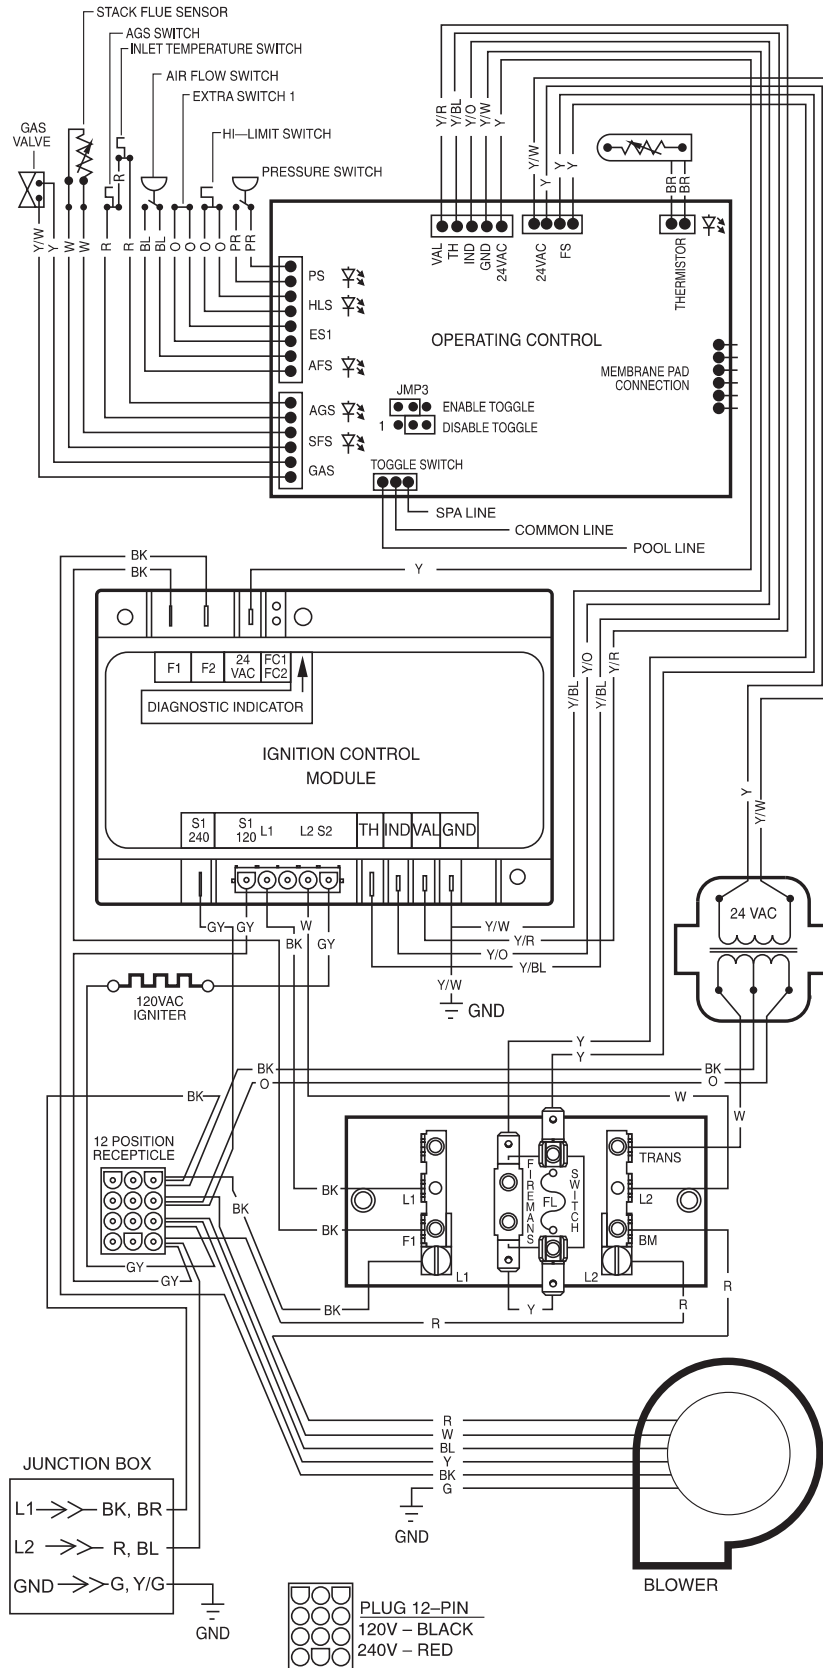 STACK FLUE SENSOR
AGS SWITCH
INLET TEMPERATURE SWITCH
AIR FLOW SWITCH
EXTRA SWITCH 1
HI–LIMIT SWITCH
PRESSURE SWITCH
GAS
VALVE
Y/W
Y
W
W
R
R
R
BL
BL
O
O
O
O
PR
PR
Y/R
Y/BL
Y/O
Y/W
Y
Y/W
Y
Y
Y
BR
BR
VAL
TH
IND
GND
24VAC
24VAC
FS
THERMISTOR
PS
HLS
ES1
AFS
AGS
SFS
GAS
OPERATING CONTROL
MEMBRANE PAD
CONNECTION
JMP3
ENABLE TOGGLE
1
DISABLE TOGGLE
TOGGLE SWITCH
SPA LINE
COMMON LINE
POOL LINE
BK
BK
Y
F1
F2
24
VAC
FC1
FC2
DIAGNOSTIC INDICATOR
IGNITION CONTROL
MODULE
S1
240
S1
120
L1
L2 S2
TH
IND
VAL
GND
Y/BL
Y/O
Y/BL
Y/R
Y
Y/W
24 VAC
GY
GY
BK
W
GY
Y/W
Y/R
Y/O
Y/BL
Y/W
GND
120VAC
IGNITER
Y
Y
BK
O
BK
O
BK
W
W
12 POSITION
RECEPTICLE
BK
GY
GY
BK
BK
L1
F1
L1
FIREMANS
FL
SWITCH
TRANS
L2
BM
L2
BK
Y
R
R
R
R
W
BL
Y
BK
G
GND
BLOWER
JUNCTION BOX
L1
BK, BR
L2
R, BL
GND
G, Y/G
GND
PLUG 12–PIN
120V – BLACK
240V – RED